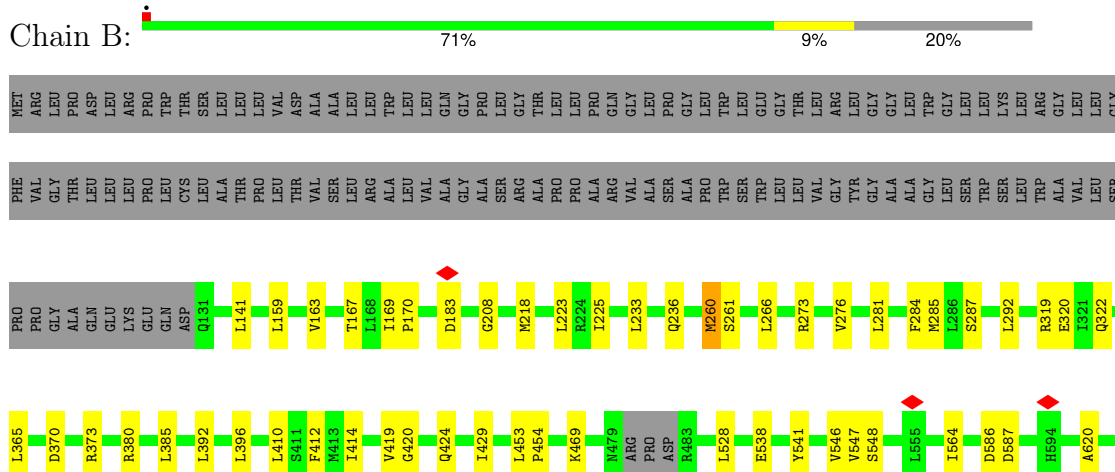 Chain B:
71%
9%
20%
MET ARG LEU PRO ASP LEU ARG PRO TRP THR SER LEU LEU LEU VAL ASP ALA ALA LEU LEU TRP LEU LEU GLN GLY PRO LEU GLY THR LEU LEU PRO GLN GLY LEU PRO GLY LEU TRP LEU GLU GLY THR LEU ARG LEU GLY GLY LEU TRP GLY LEU LEU LYS LEU ARG GLY LEU LEU GLY
PHE VAL GLY THR LEU LEU LEU PRO LEU CYS LEU ALA THR PRO LEU THR VAL SER LEU ARG ALA LEU VAL ALA GLY ALA SER ARG ALA PRO PRO ALA ARG VAL ALA SER ALA PRO TRP SER TRP LEU LEU VAL GLY TYR GLY ALA ALA GLY LEU SER TRP SER LEU TRP ALA VAL LEU SER
PRO PRO GLY ALA GLN GLU LYS GLU GLN ASP Q131 L141 L159 V163 T167 L168 I169 P170 D183 G208 M218 L223 R224 I225 L233 Q236 M260 S261 L266 R273 V276 L281 F284 M285 L286 S287 L292 R319 E320 I321 Q322
L365 D370 R373 R380 L385 L392 L396 L410 S411 F412 M413 I414 V419 G420 Q424 I429 L453 P454 K469 N479 ARG PRO ASP R483 L528 E538 Y541 V546 V547 S548 L555 I564 D586 D587 H594 A620